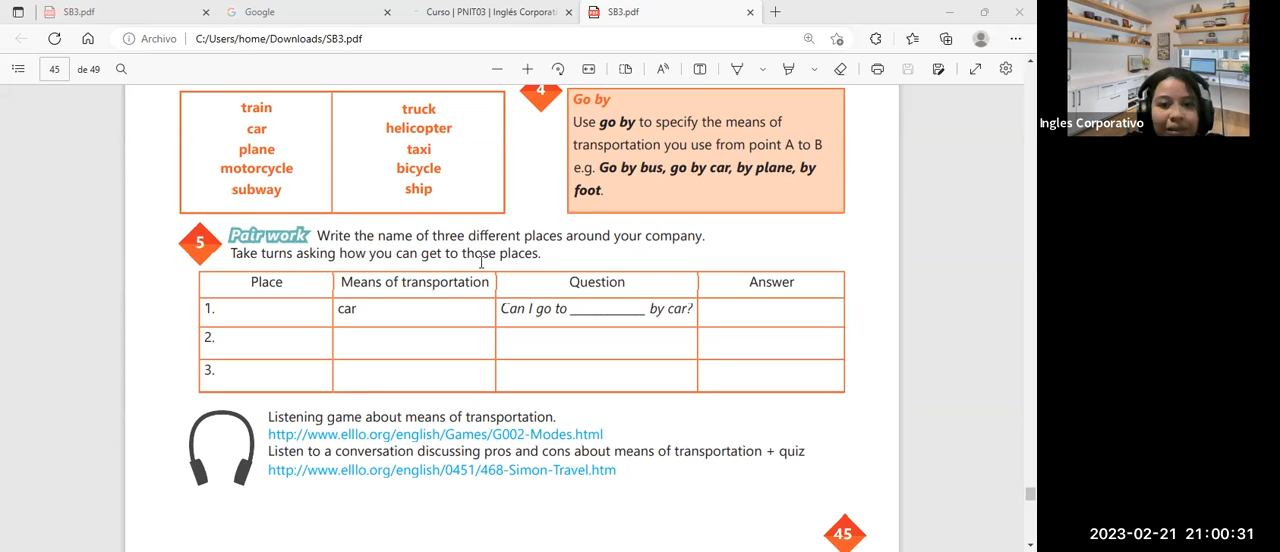 SB3.pdf
Google
Curso | PNIT03 | Inglés Corporati
SB3.pdf
Archivo
C:/Users/home/Downloads/SB3.pdf
45
de 49
train
car
plane
motorcycle
subway
truck
helicopter
taxi
bicycle
ship
4
Go by
Use go by to specify the means of
transportation you use from point A to B
e.g. Go by bus, go by car, by plane, by
foot.
5
Pair work Write the name of three different places around your company.
Take turns asking how you can get to those places.
Place Means of transportation Question Answer
1. car Can I go to __________ by car?
2.
3.
Listening game about means of transportation.
http://www.elllo.org/english/Games/G002-Modes.html
Listen to a conversation discussing pros and cons about means of transportation + quiz
http://www.elllo.org/english/0451/468-Simon-Travel.htm
45
Ingles Corporativo
2023-02-21 21:00:31